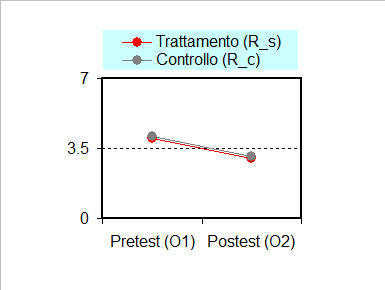 Trattamento (R_s)
Controllo (R_c)
7
3.5
0
Pretest (O1) Postest (O2)